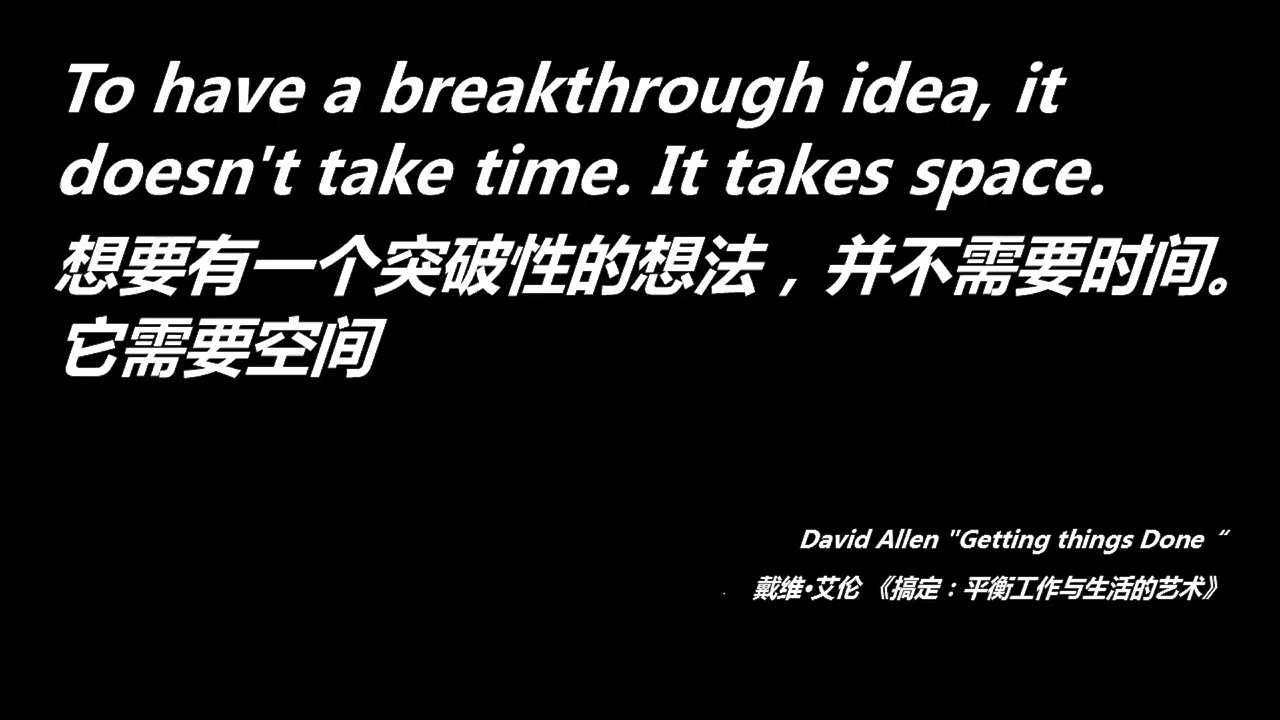 To have a breakthrough idea, it
doesn't take time. It takes space.
想要有一个突破性的想法，并不需要时间。
它需要空间
David Allen "Getting things Done “
戴维•艾伦 《搞定：平衡工作与生活的艺术》